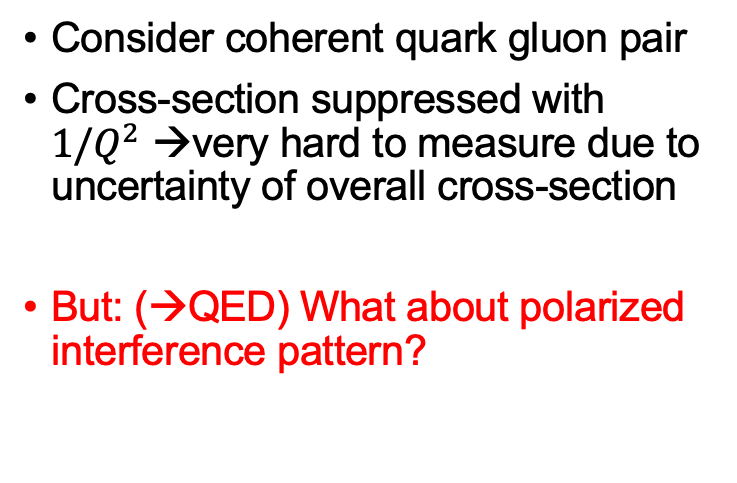 • Consider coherent quark gluon pair
• Cross-section suppressed with
1/Q² →very hard to measure due to
uncertainty of overall cross-section
• But: (→QED) What about polarized
interference pattern?